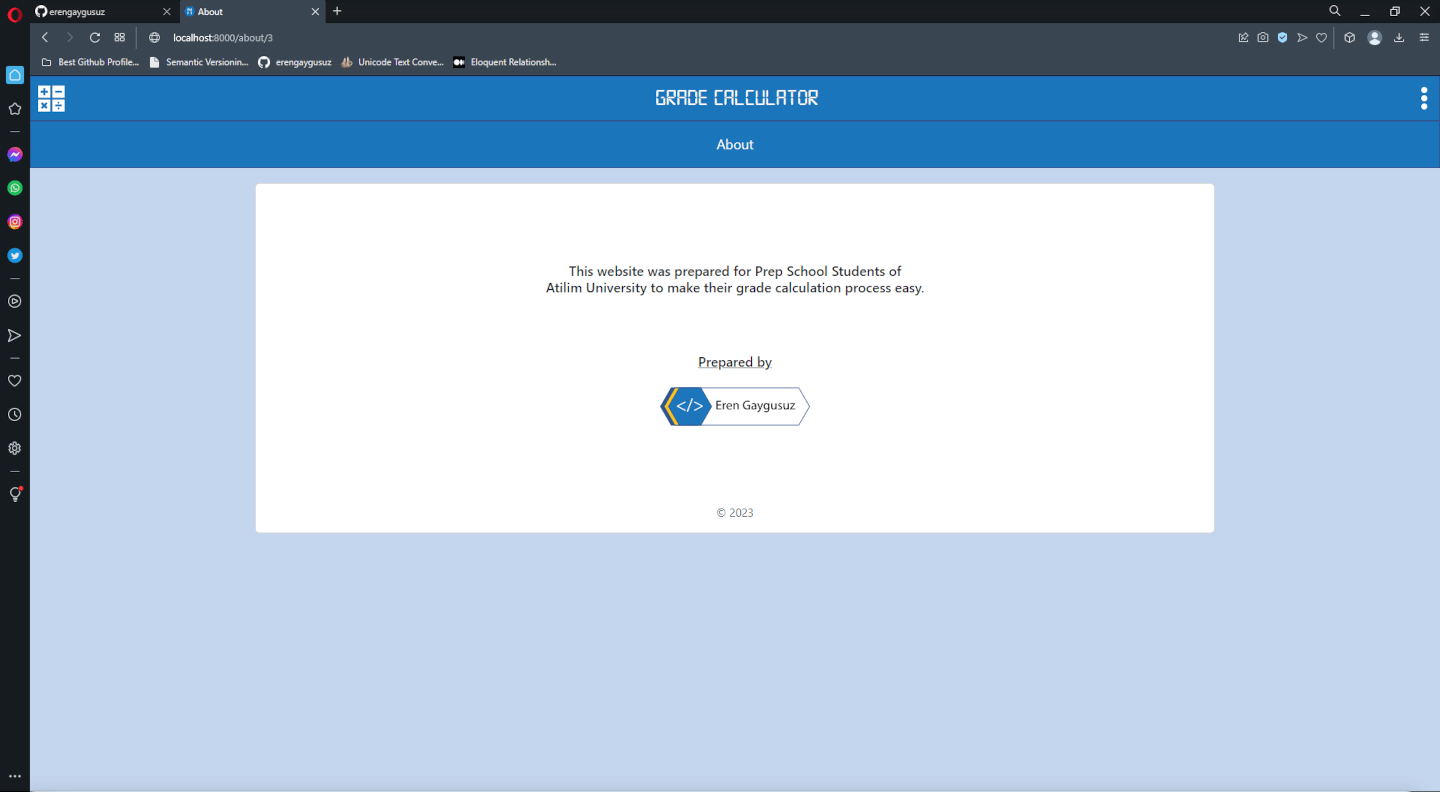 erengaygusuz
About
localhost:8000/about/3
Best Github Profile...
Semantic Versionin...
erengaygusuz
Unicode Text Conve...
Eloquent Relationsh...
GRADE CALCULATOR
About
This website was prepared for Prep School Students of
Atilim University to make their grade calculation process easy.
Prepared by
</> Eren Gaygusuz
© 2023